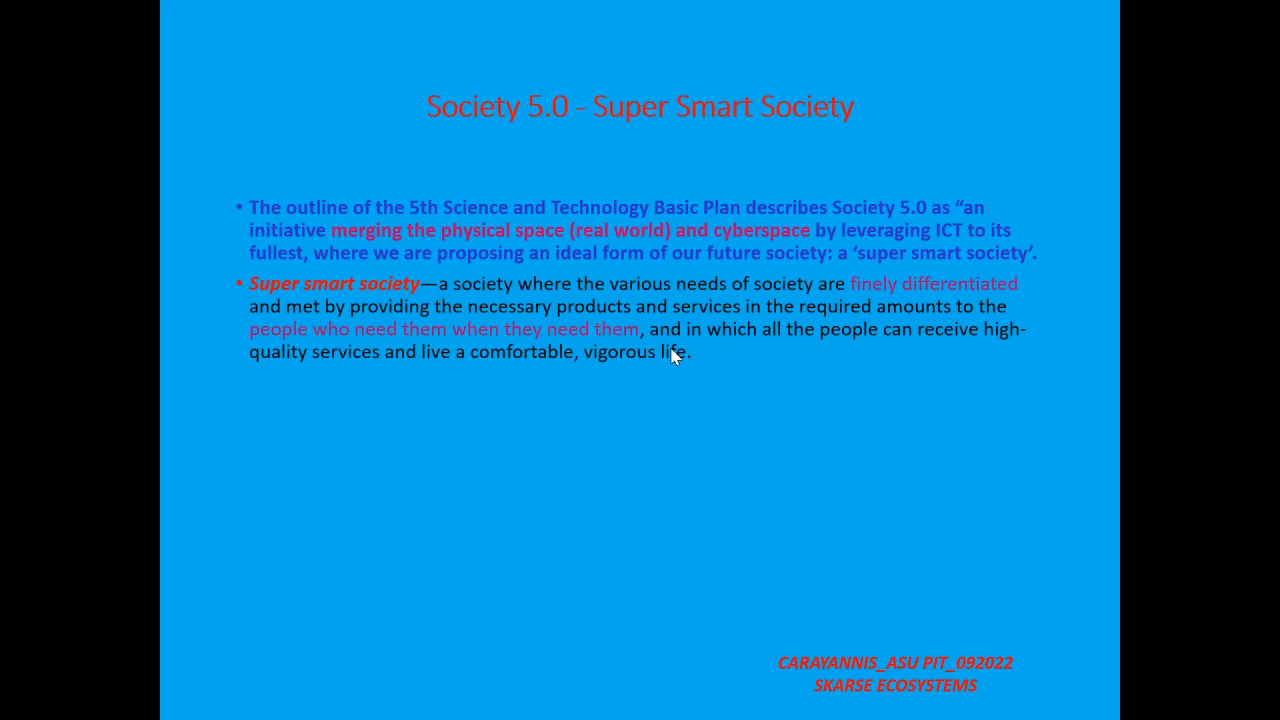 Society 5.0 - Super Smart Society
• The outline of the 5th Science and Technology Basic Plan describes Society 5.0 as “an
initiative merging the physical space (real world) and cyberspace by leveraging ICT to its
fullest, where we are proposing an ideal form of our future society: a ‘super smart society’.
• Super smart society—a society where the various needs of society are finely differentiated
and met by providing the necessary products and services in the required amounts to the
people who need them when they need them, and in which all the people can receive high-
quality services and live a comfortable, vigorous life.
CARAYANNIS_ASU PIT_092022
SKARSE ECOSYSTEMS